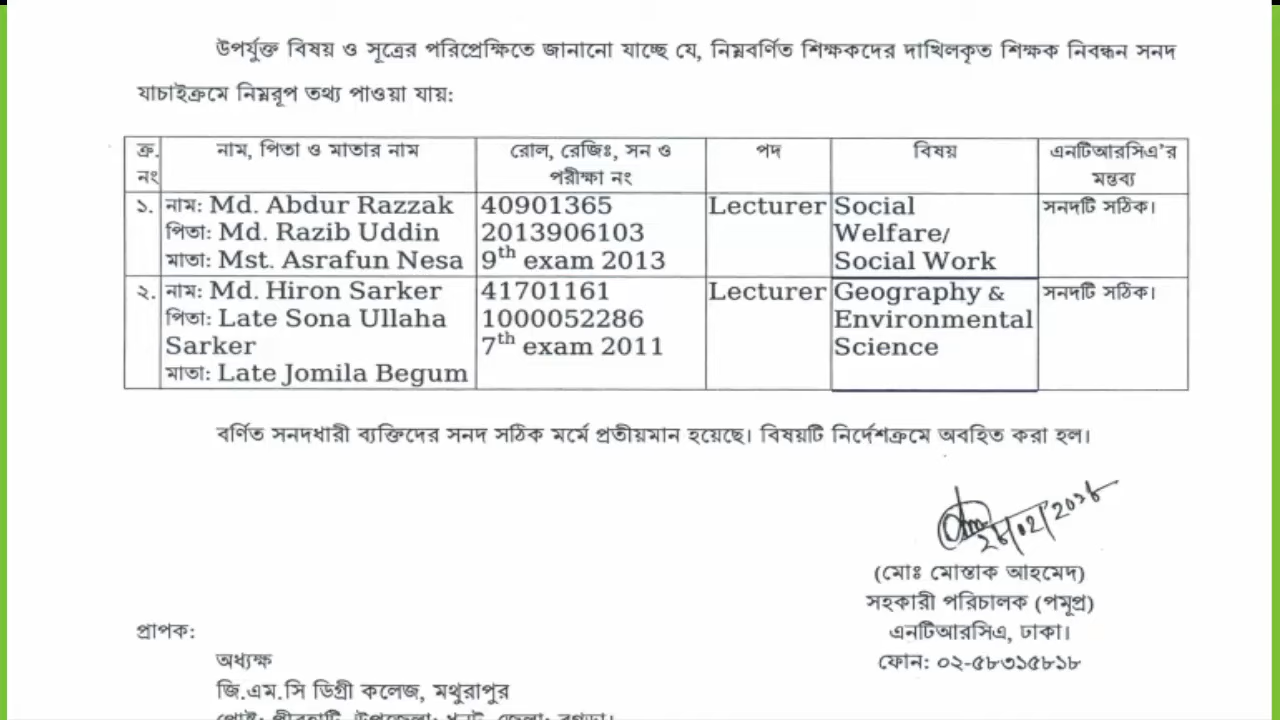 উপর্যুক্ত বিষয় ও সূত্রের পরিপ্রেক্ষিতে জানানো যাচ্ছে যে, নিম্নবর্ণিত শিক্ষকদের দাখিলকৃত শিক্ষক নিবন্ধন সনদ
যাচাইক্রমে নিম্নরূপ তথ্য পাওয়া যায়:
ক্র. নং
নাম, পিতা ও মাতার নাম
রোল, রেজিঃ, সন ও
পরীক্ষা নং
পদ
বিষয়
এনটিআরসিএ'র
মন্তব্য
১.
নাম: Md. Abdur Razzak
পিতা: Md. Razib Uddin
মাতা: Mst. Asrafun Nesa
40901365
2013906103
9th exam 2013
Lecturer
Social
Welfare/
Social Work
সনদটি সঠিক।
২.
নাম: Md. Hiron Sarker
পিতা: Late Sona Ullaha
Sarker
মাতা: Late Jomila Begum
41701161
1000052286
7th exam 2011
Lecturer
Geography &
Environmental
Science
সনদটি সঠিক।
বর্ণিত সনদধারী ব্যক্তিদের সনদ সঠিক মর্মে প্রতীয়মান হয়েছে। বিষয়টি নির্দেশক্রমে অবহিত করা হল।
(মোঃ মোস্তাক আহমেদ)
সহকারী পরিচালক (পমূপ্র)
এনটিআরসিএ, ঢাকা।
ফোন: ০২-৫৮৩১৫৮১৮
প্রাপক:
অধ্যক্ষ
জি.এম.সি ডিগ্রী কলেজ, মথুরাপুর